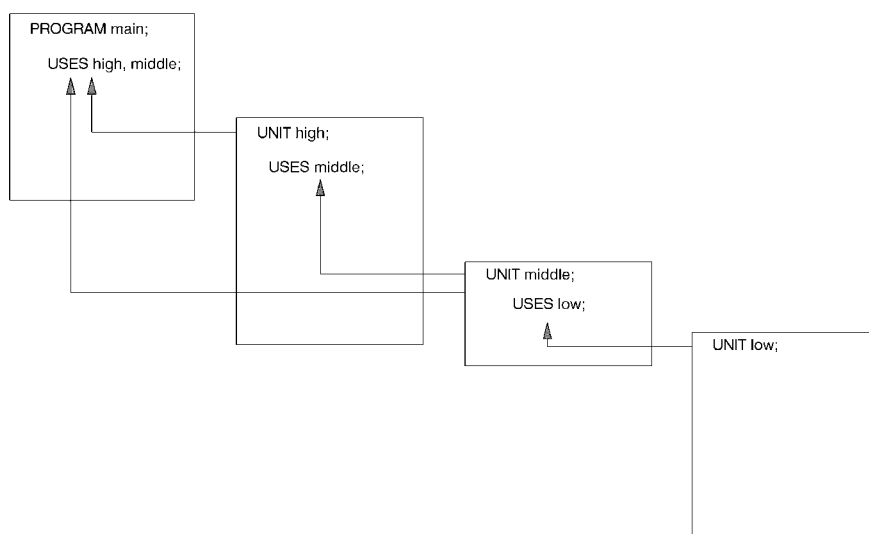 PROGRAM main;
USES high, middle;
UNIT high;
USES middle;
UNIT middle;
USES low;
UNIT low;